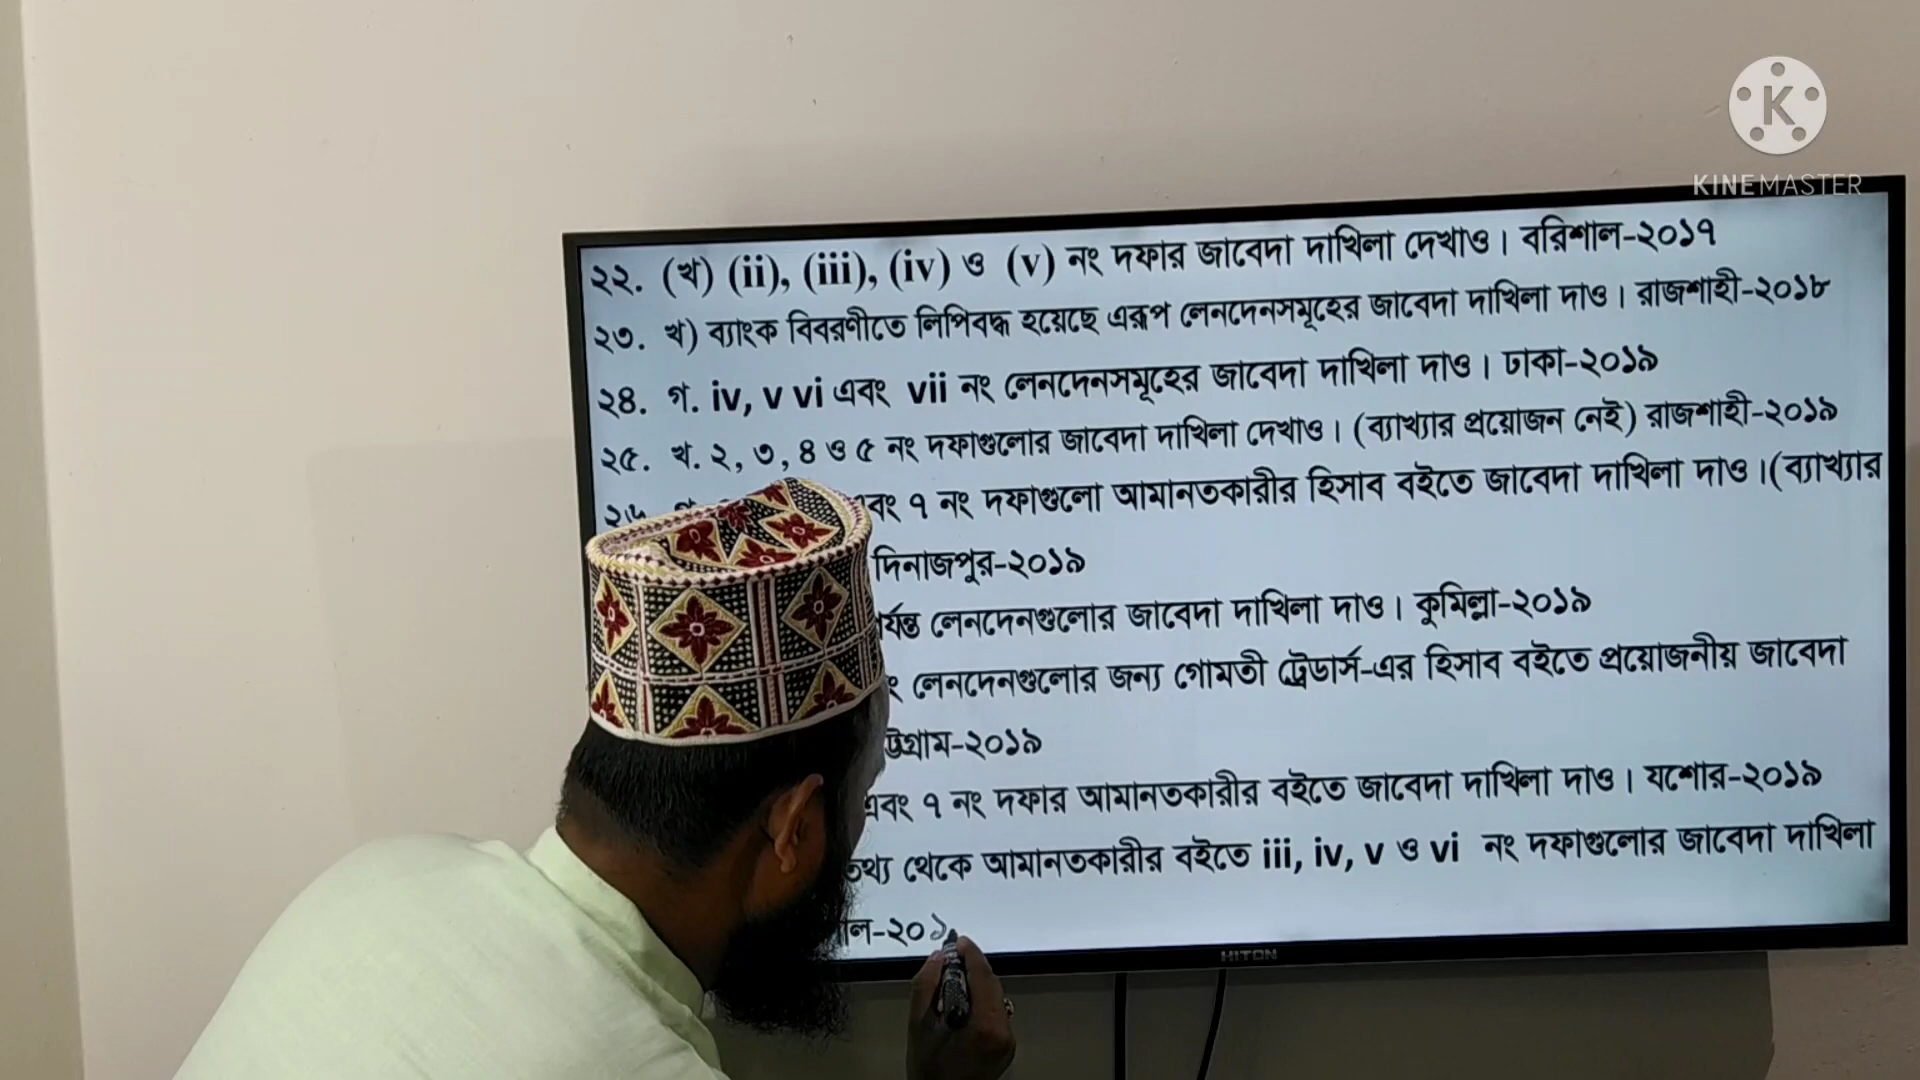 K
KINEMASTER
২২. (খ) (ii), (iii), (iv) ও (v) নং দফার জাবেদা দাখিলা দেখাও। বরিশাল-২০১৭
২৩. খ) ব্যাংক বিবরণীতে লিপিবদ্ধ হয়েছে এরূপ লেনদেনসমূহের জাবেদা দাখিলা দাও। রাজশাহী-২০১৮
২৪. গ. iv, v vi এবং vii নং লেনদেনসমূহের জাবেদা দাখিলা দাও। ঢাকা-২০১৯
২৫. খ. ২, ৩, ৪ ও ৫ নং দফাগুলোর জাবেদা দাখিলা দেখাও। (ব্যাখ্যার প্রয়োজন নেই) রাজশাহী-২০১৯
৭ নং দফাগুলো আমানতকারীর হিসাব বইতে জাবেদা দাখিলা দাও।(ব্যাখ্যার
দিনাজপুর-২০১৯
লেনদেনগুলোর জাবেদা দাখিলা দাও। কুমিল্লা-২০১৯
লেনদেনগুলোর জন্য গোমতী ট্রেডার্স-এর হিসাব বইতে প্রয়োজনীয় জাবেদা
ট্টগ্রাম-২০১৯
এবং ৭ নং দফার আমানতকারীর বইতে জাবেদা দাখিলা দাও। যশোর-২০১৯
তথ্য থেকে আমানতকারীর বইতে iii, iv, v ও vi নং দফাগুলোর জাবেদা দাখিলা
HITON